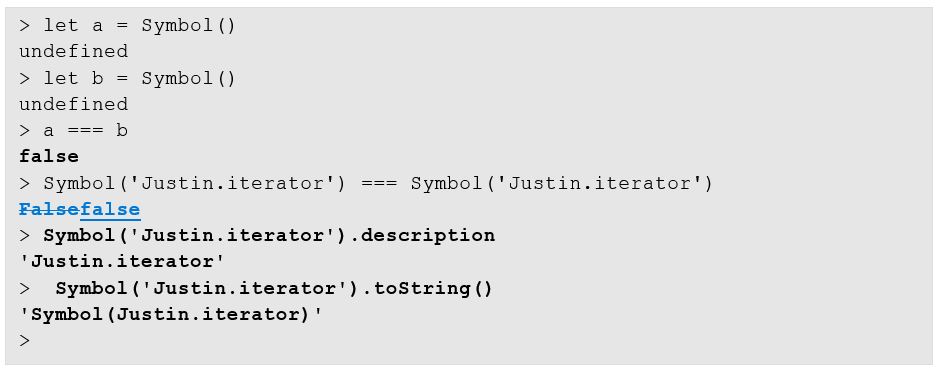 > let a = Symbol()
undefined
> let b = Symbol()
undefined
> a === b
false
> Symbol('Justin.iterator') === Symbol('Justin.iterator')
Falsefalse
> Symbol('Justin.iterator').description
'Justin.iterator'
>  Symbol('Justin.iterator').toString()
'Symbol(Justin.iterator)'
>